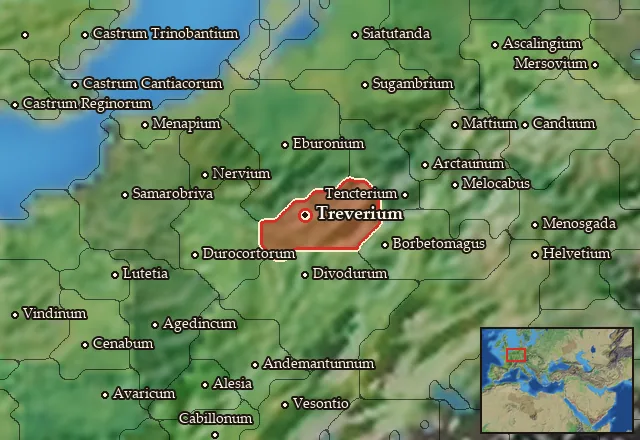 Castrum Trinobantium
Siatutanda
Ascalingium
Mersovium
Castrum Cantiacorum
Sugambrium
Castrum Reginorum
Menapium
Mattium
Canduum
Eburonium
Arctaunum
Nervium
Melocabus
Samarobriva
Tencterium
Treverium
Menosgada
Borbetomagus
Durocortorum
Helvetium
Lutetia
Divodurum
Vindinum
Agedincum
Cenabum
Andemantunnum
Alesia
Avaricum
Vesontio
Cabillonum